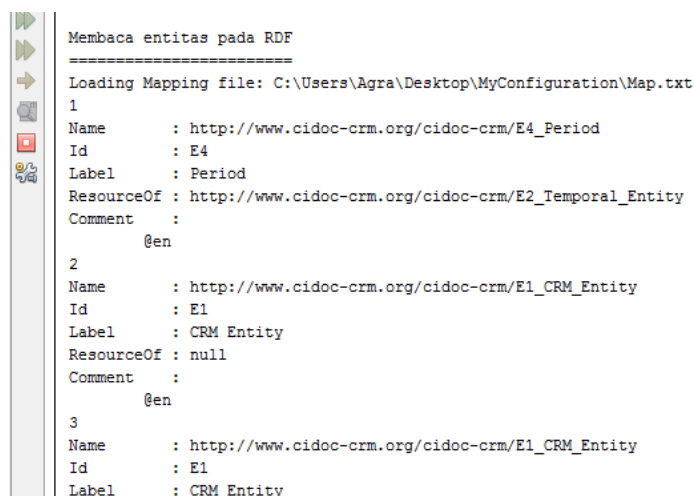 Membaca entitas pada RDF
========================
Loading Mapping file: C:\Users\Agra\Desktop\MyConfiguration\Map.txt
1
Name : http://www.cidoc-crm.org/cidoc-crm/E4_Period
Id : E4
Label : Period
ResourceOf : http://www.cidoc-crm.org/cidoc-crm/E2_Temporal_Entity
Comment :
@en
2
Name : http://www.cidoc-crm.org/cidoc-crm/E1_CRM_Entity
Id : E1
Label : CRM Entity
ResourceOf : null
Comment :
@en
3
Name : http://www.cidoc-crm.org/cidoc-crm/E1_CRM_Entity
Id : E1
Label : CRM Entity